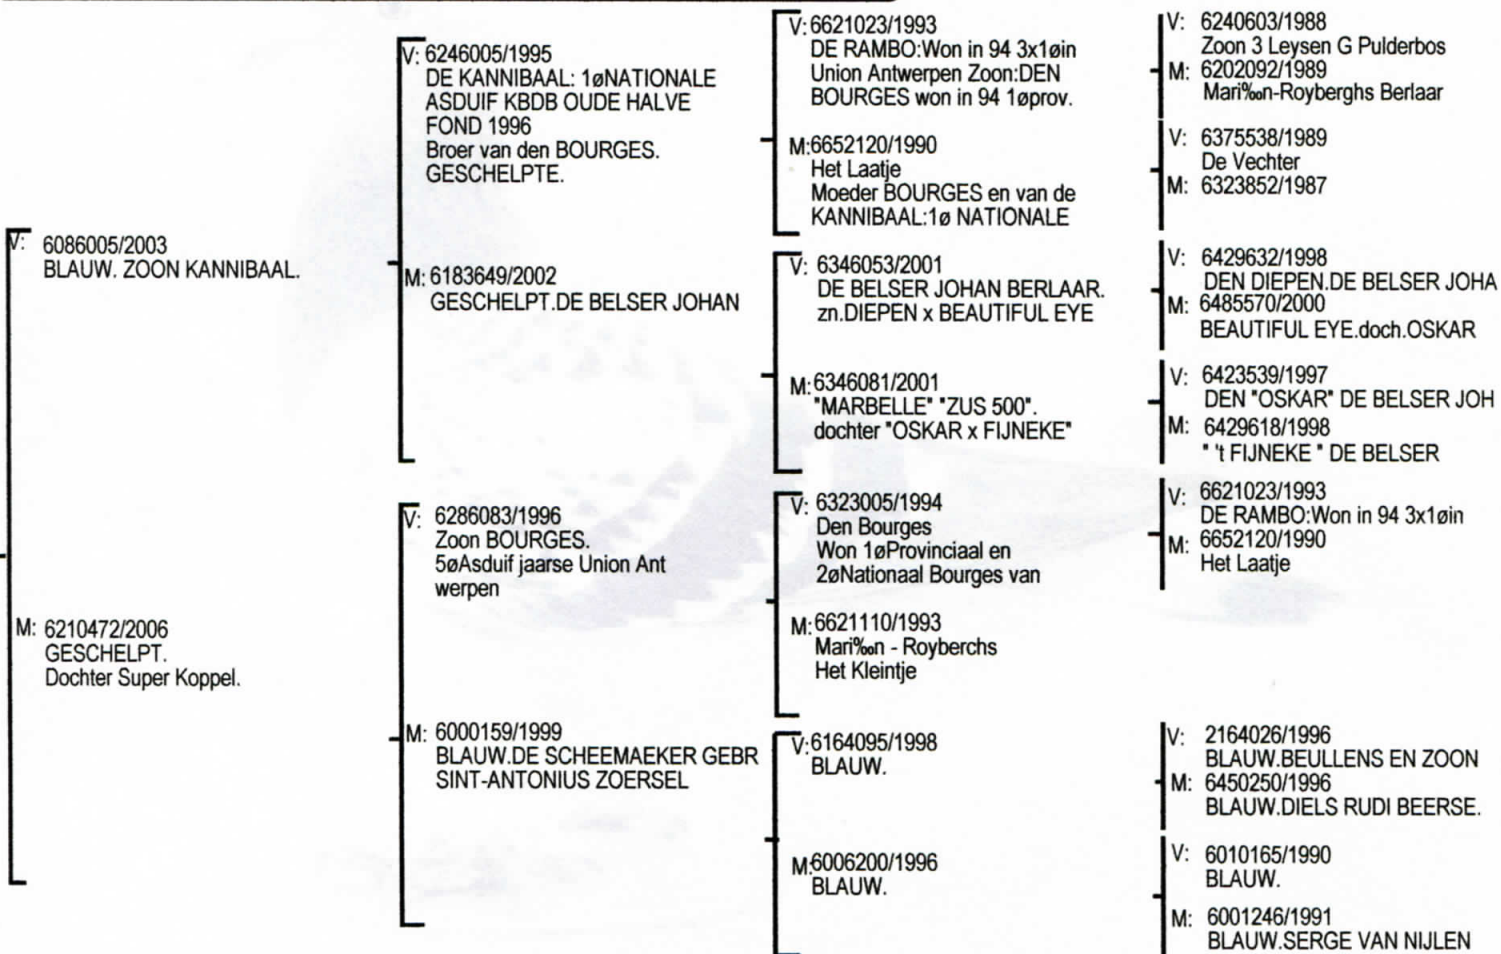 V: 6086005/2003
BLAUW. ZOON KANNIBAAL.
M: 6210472/2006
GESCHELPT.
Dochter Super Koppel.
V: 6246005/1995
DE KANNIBAAL: 1øNATIONALE
ASDUIF KBDB OUDE HALVE
FOND 1996
Broer van den BOURGES.
GESCHELPTE.
M: 6183649/2002
GESCHELPT.DE BELSER JOHAN
V: 6286083/1996
Zoon BOURGES.
5øAsduif jaarse Union Ant
werpen
M: 6000159/1999
BLAUW.DE SCHEEMAEKER GEBR
SINT-ANTONIUS ZOERSEL
V: 6621023/1993
DE RAMBO:Won in 94 3x1øin
Union Antwerpen Zoon:DEN
BOURGES won in 94 1øprov.
M:6652120/1990
Het Laatje
Moeder BOURGES en van de
KANNIBAAL:1ø NATIONALE
V: 6346053/2001
DE BELSER JOHAN BERLAAR.
zn.DIEPEN x BEAUTIFUL EYE
M:6346081/2001
"MARBELLE" "ZUS 500".
dochter "OSKAR x FIJNEKE"
V: 6323005/1994
Den Bourges
Won 1øProvinciaal en
2øNationaal Bourges van
M:6621110/1993
Mari‰n - Royberchs
Het Kleintje
V:6164095/1998
BLAUW.
M:6006200/1996
BLAUW.
V: 6240603/1988
Zoon 3 Leysen G Pulderbos
M: 6202092/1989
Mari‰n-Royberghs Berlaar
V: 6375538/1989
De Vechter
M: 6323852/1987
V: 6429632/1998
DEN DIEPEN.DE BELSER JOHA
M: 6485570/2000
BEAUTIFUL EYE.doch.OSKAR
V: 6423539/1997
DEN "OSKAR" DE BELSER JOH
M: 6429618/1998
" 't FIJNEKE " DE BELSER
V: 6621023/1993
DE RAMBO:Won in 94 3x1øin
M: 6652120/1990
Het Laatje
V: 2164026/1996
BLAUW.BEULLENS EN ZOON
M: 6450250/1996
BLAUW.DIELS RUDI BEERSE.
V: 6010165/1990
BLAUW.
M: 6001246/1991
BLAUW.SERGE VAN NIJLEN